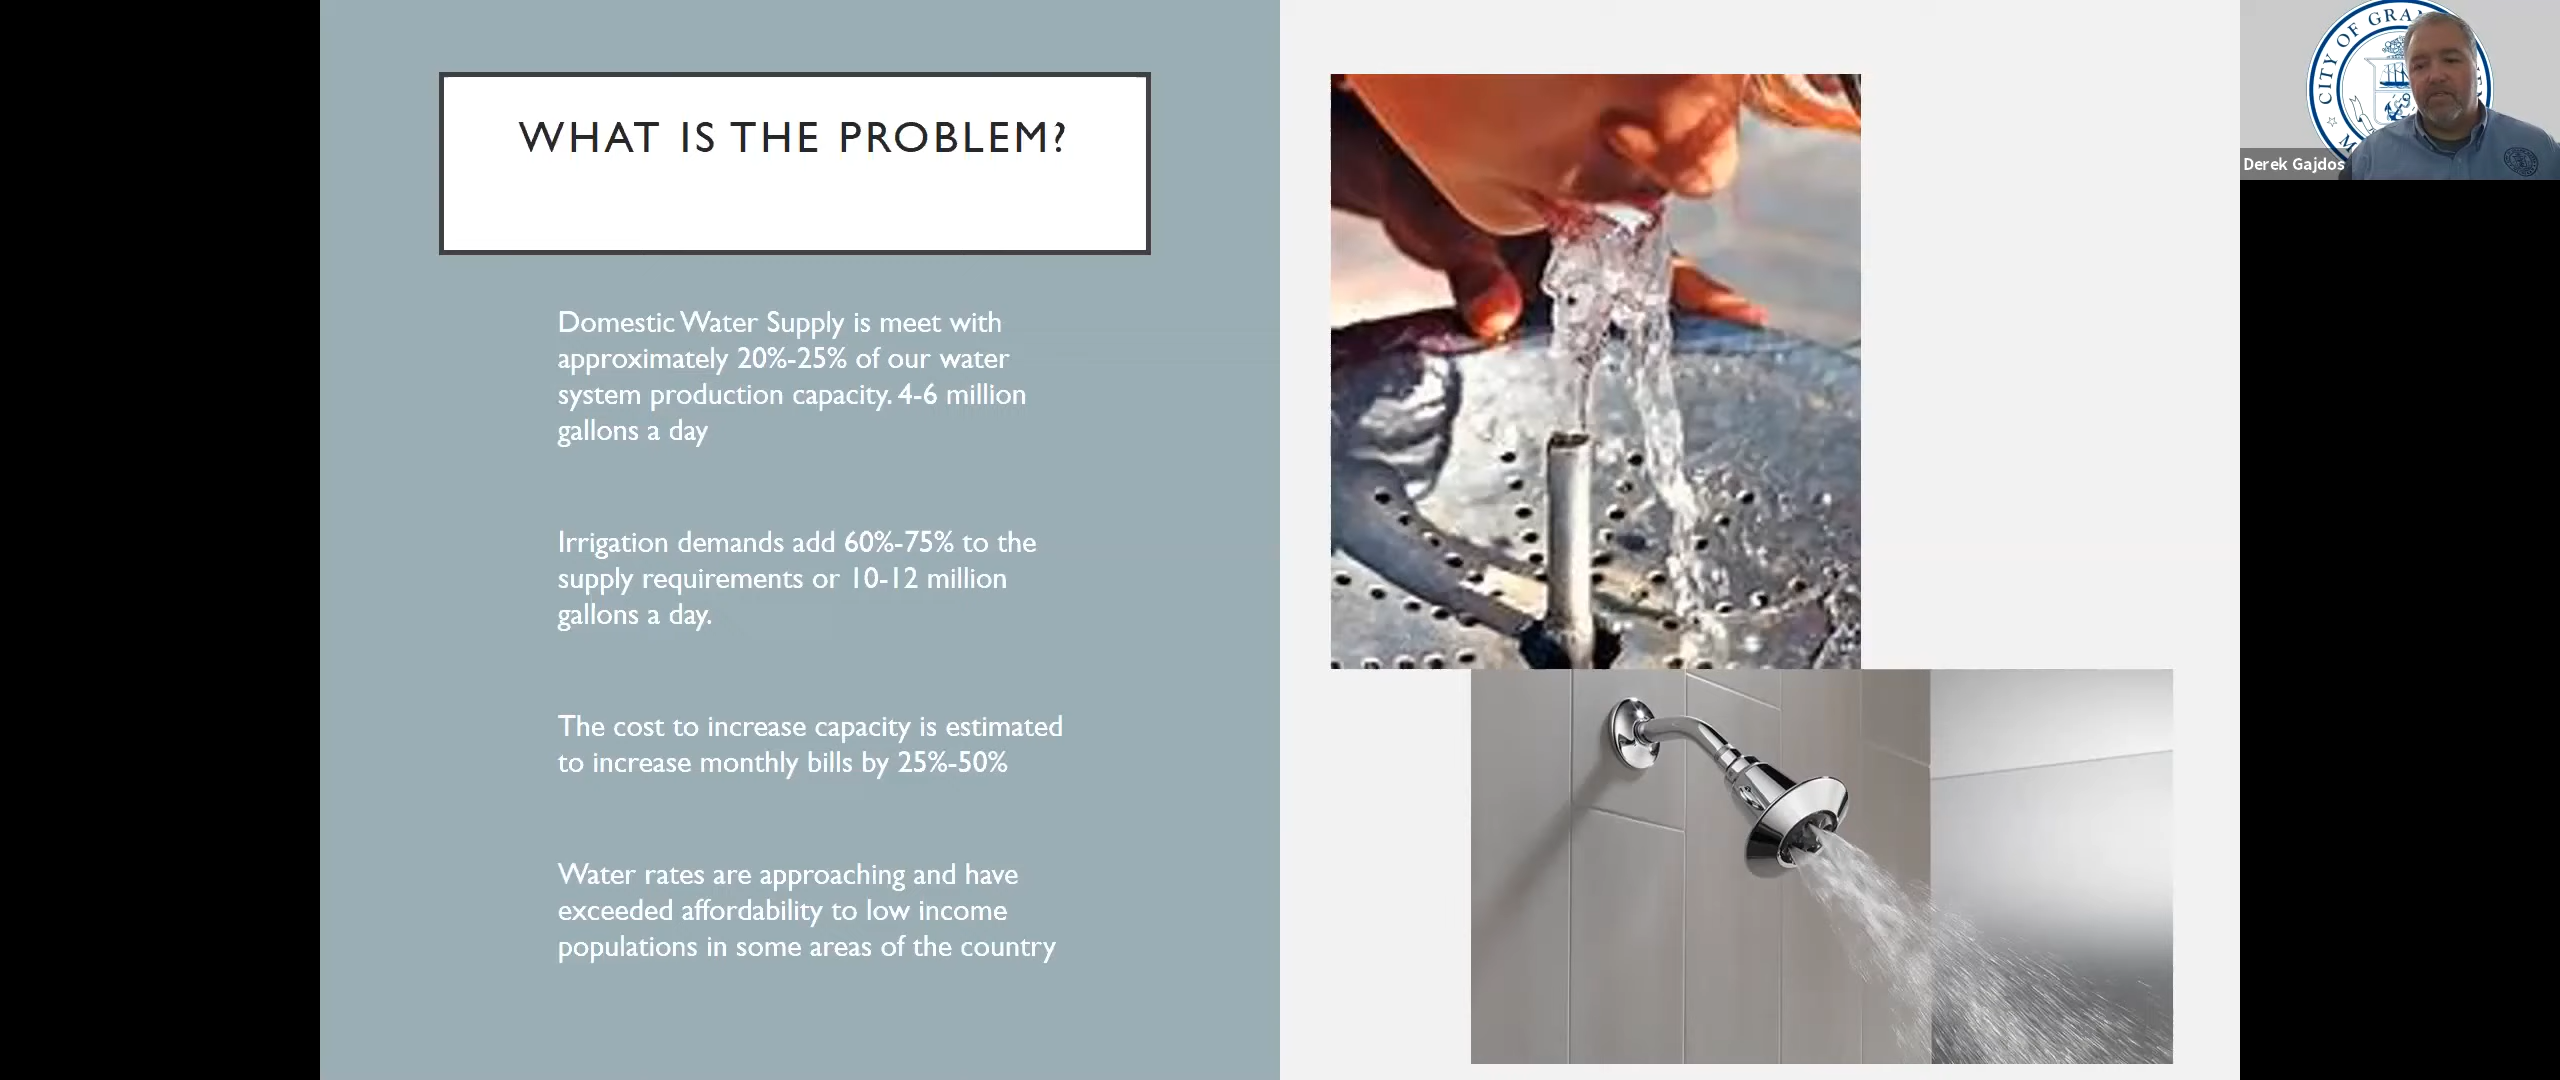 WHAT IS THE PROBLEM?
Domestic Water Supply is meet with
approximately 20%-25% of our water
system production capacity. 4-6 million
gallons a day
Irrigation demands add 60%-75% to the
supply requirements or 10-12 million
gallons a day.
The cost to increase capacity is estimated
to increase monthly bills by 25%-50%
Water rates are approaching and have
exceeded affordability to low income
populations in some areas of the country
CITY OF GRA
Derek Gajdos